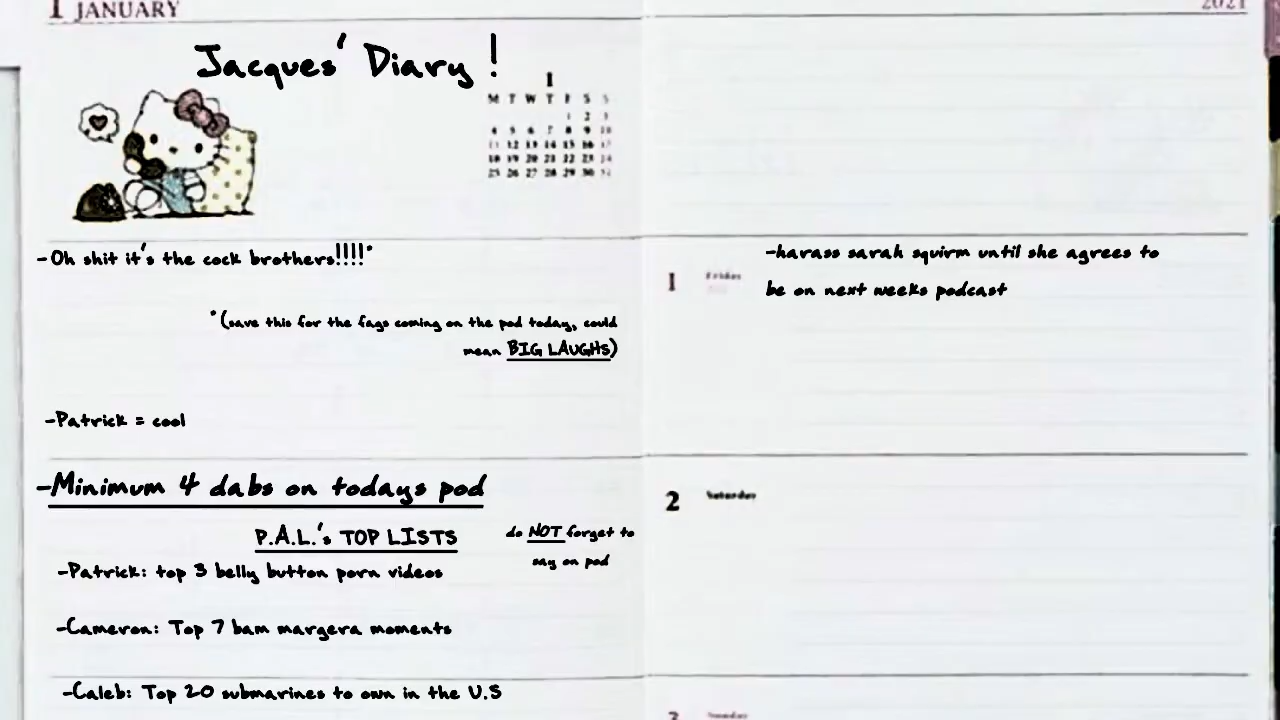 1 JANUARY
2021
Jacques' Diary !
1
M T W T F S S
1 2 3
4 5 6 7 8 9 10
11 12 13 14 15 16 17
18 19 20 21 22 23 24
25 26 27 28 29 30 31
-Oh shit it's the cock brothers!!!!*
*(save this for the fags coming on the pod today, could
mean BIG LAUGHS)
-Patrick = cool
-Minimum 4 dabs on todays pod
P.A.L.'s TOP LISTS
do NOT forget to
say on pod
-Patrick: top 3 belly button porn videos
-Cameron: Top 7 bam margera moments
-Caleb: Top 20 submarines to own in the U.S
1 Friday
-harass sarah squirm until she agrees to
be on next weeks podcast
2 Saturday
3 Sunday